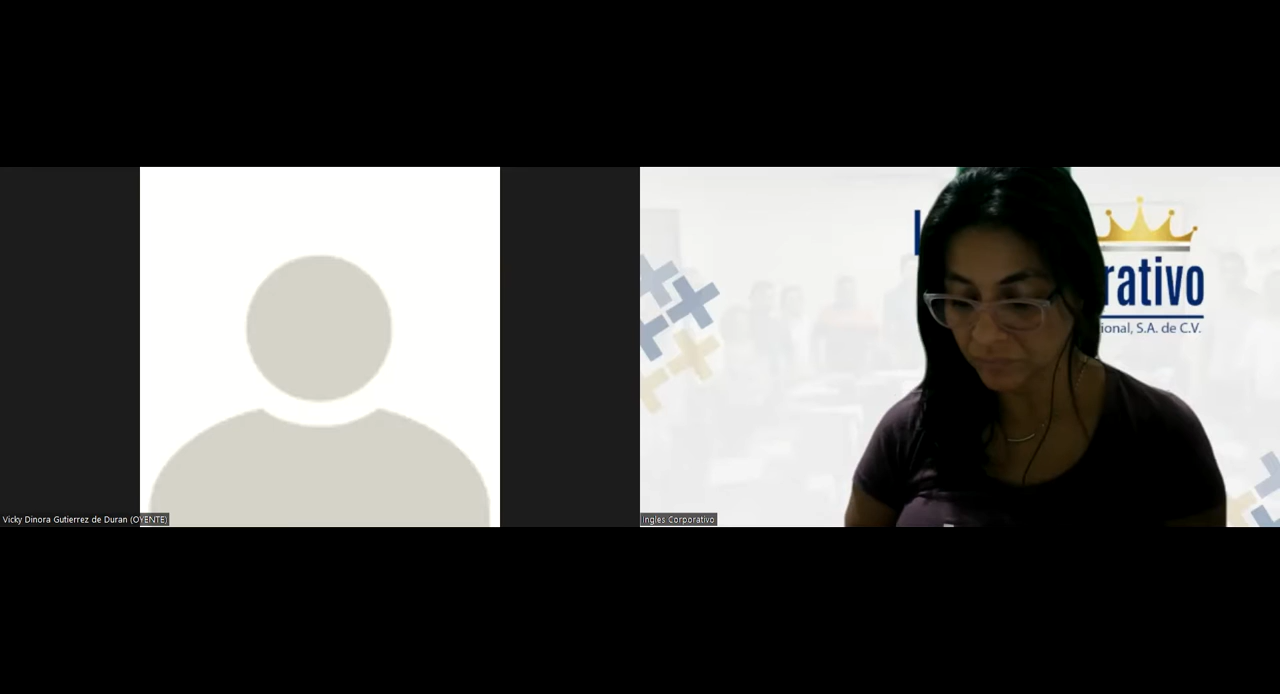 rativo
ional, S.A. de C.V.
Vicky Dinora Gutierrez de Duran (OYENTE)
Ingles Corporativo